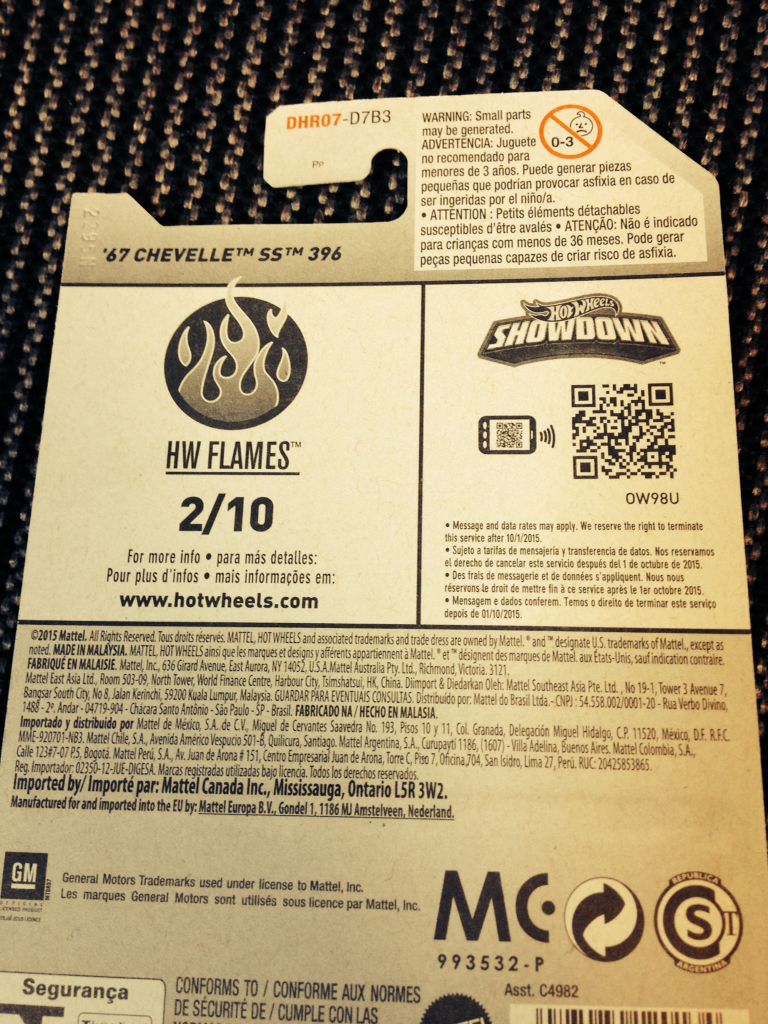 DHR07-D7B3
Pp
WARNING: Small parts
may be generated.
ADVERTENCIA: Juguete
no recomendado para
menores de 3 años. Puede generar piezas
pequeñas que podrían provocar asfixia en caso de
ser ingeridas por el niño/a.
• ATTENTION : Petits éléments détachables
susceptibles d'être avalés • ATENÇÃO: Não é indicado
para crianças com menos de 36 meses. Pode gerar
peças pequenas capazes de criar risco de asfixia.
0-3
'67 CHEVELLE™ SS™ 396
HW FLAMES™
2/10
For more info • para más detalles:
Pour plus d'infos • mais informações em:
www.hotwheels.com
HOT WHEELS
SHOWDOWN™
OW98U
• Message and data rates may apply. We reserve the right to terminate
this service after 10/1/2015.
• Sujeto a tarifas de mensajería y transferencia de datos. Nos reservamos
el derecho de cancelar este servicio después del 1 de octubre de 2015.
• Des frais de messagerie et de données s'appliquent. Nous nous
réservons le droit de mettre fin à ce service après le 1er octobre 2015.
• Mensagem e dados conferem. Temos o direito de terminar este serviço
depois de 01/10/2015.
©2015 Mattel. All Rights Reserved. Tous droits réservés. MATTEL, HOT WHEELS and associated trademarks and trade dress are owned by Mattel. ® and ™ designate U.S. trademarks of Mattel., except as
noted. MADE IN MALAYSIA. MATTEL, HOT WHEELS ainsi que les marques et designs y afférents appartiennent à Mattel. ® et ™ désignent des marques de Mattel aux États-Unis, sauf indication contraire.
FABRIQUÉ EN MALAISIE. Mattel, Inc., 636 Girard Avenue, East Aurora, NY 14052, U.S.A. Mattel Australia Pty. Ltd., Richmond, Victoria. 3121.
Mattel East Asia Ltd., Room 503-09, North Tower, World Finance Centre, Harbour City, Tsimshatsui, HK, China. Diimport & Diedarkan Oleh: Mattel Southeast Asia Pte. Ltd., No 19-1, Tower 3 Avenue 7,
Bangsar South City, No 8, Jalan Kerinchi, 59200 Kuala Lumpur, Malaysia. GUARDAR PARA EVENTUAIS CONSULTAS. Distribuido por: Mattel do Brasil Ltda.- CNPJ : 54.558.002/0001-20 - Rua Verbo Divino,
1488 - 2º. Andar - 04719-904 - Chácara Santo Antônio - São Paulo - SP - Brasil. FABRICADO NA / HECHO EN MALASIA.
Importado y distribuido por Mattel de México, S.A. de C.V., Miguel de Cervantes Saavedra No. 193, Pisos 10 y 11, Col. Granada, Delegación Miguel Hidalgo, C.P. 11520, México, D.F. R.F.C.
MME-920701-NB3. Mattel Chile, S.A., Avenida Américo Vespucio 501-B, Quilicura, Santiago. Mattel Argentina, S.A., Curupaytí 1186, (1607) - Villa Adelina, Buenos Aires. Mattel Colombia, S.A.,
Calle 123#7-07 P.5, Bogotá. Mattel Perú, S.A., Av. Juan de Arona # 151, Centro Empresarial Juan de Arona, Torre C, Piso 7, Oficina 704, San Isidro, Lima 27, Perú. RUC: 20425853865.
Reg. Importador: 02350-12-JUE-DIGESA. Marcas registradas utilizadas bajo licencia. Todos los derechos reservados.
Imported by/ Importé par: Mattel Canada Inc., Mississauga, Ontario L5R 3W2.
Manufactured for and imported into the EU by: Mattel Europa B.V., Gondel 1, 1186 MJ Amstelveen, Nederland.
GM
General Motors Trademarks used under license to Mattel, Inc.
Les marques General Motors sont utilisés sous licence par Mattel, Inc.
MC
993532-P
REPUBLICA
S
ARGENTINA
Asst. C4982
Segurança
CONFORMS TO / CONFORME AUX NORMES
DE SÉCURITÉ DE / CUMPLE CON LAS